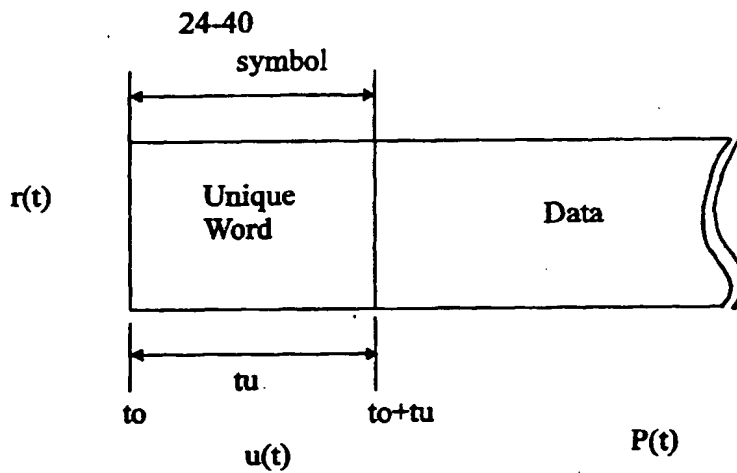 24-40
symbol
r(t)
Unique
Word
Data
tu
to
to+tu
u(t)
P(t)